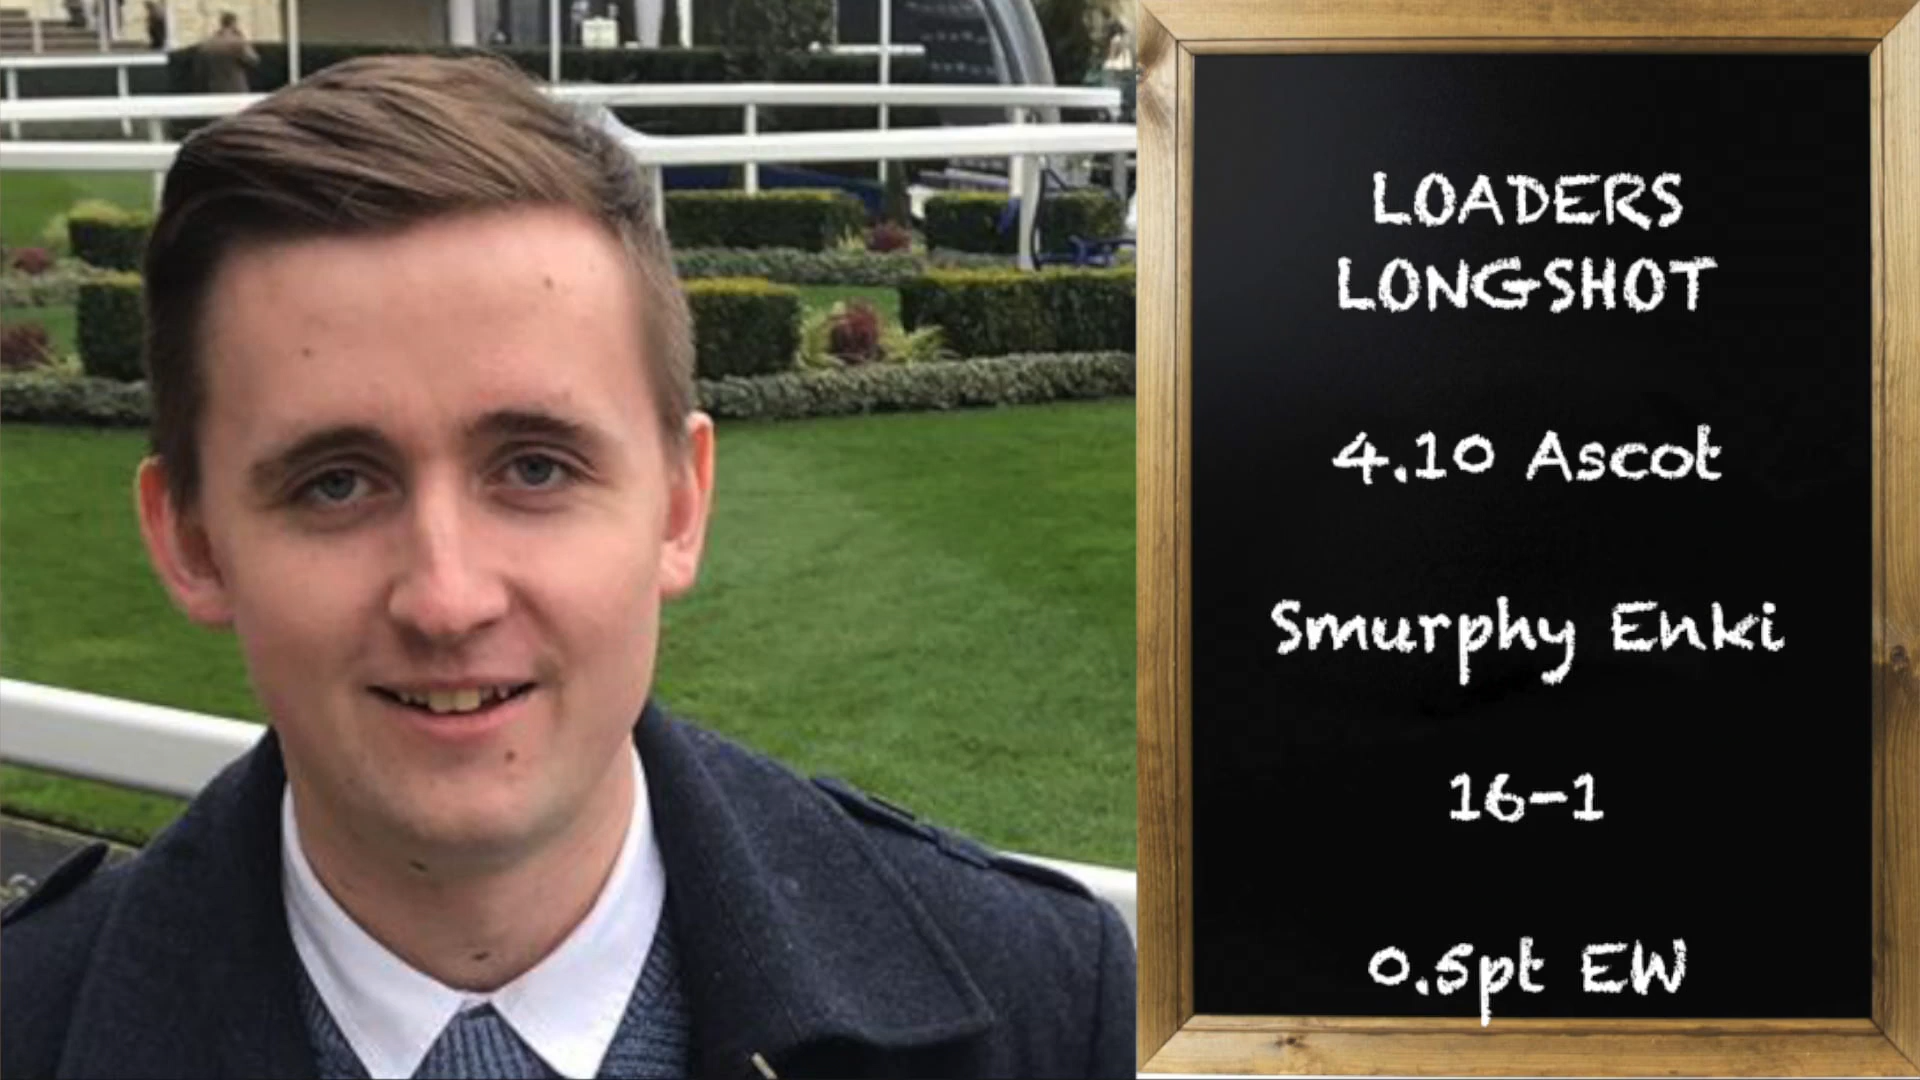 LOADERS
LONGSHOT
4.10 Ascot
Smurphy Enki
16-1
0.5pt EW